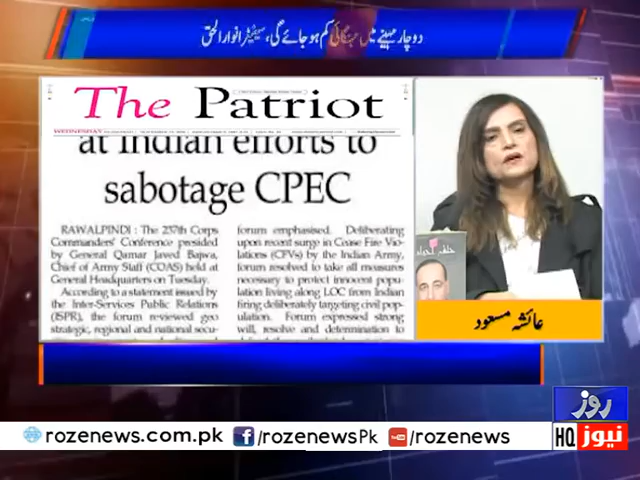 دو چار مہینے میں مہنگائی کم ہو جائے گی، سینیٹر انوار الحق
The Patriot
WEDNESDAY
at Indian efforts to
sabotage CPEC
RAWALPINDI: The 237th Corps
Commanders' Conference presided
by General Qamar Javed Bajwa,
Chief of Army Staff (COAS) held at
General Headquarters on Tuesday.
According to a statement issued by
the Inter-Services Public Relations
(ISPR), the forum reviewed geo
strategic, regional and national secu-
forum emphasised. Deliberating
upon recent surge in Cease Fire Vio-
lations (CFVs) by the Indian Army,
forum resolved to take all measures
necessary to protect innocent popu-
lation living along LOC from Indian
firing deliberately targeting civil pop-
ulation. Forum expressed strong
will, resolve and determination to
عائشہ مسعود
روز
نیوز
HQ
rozenews.com.pk
/rozenewsPk
You
Tube
/rozenews